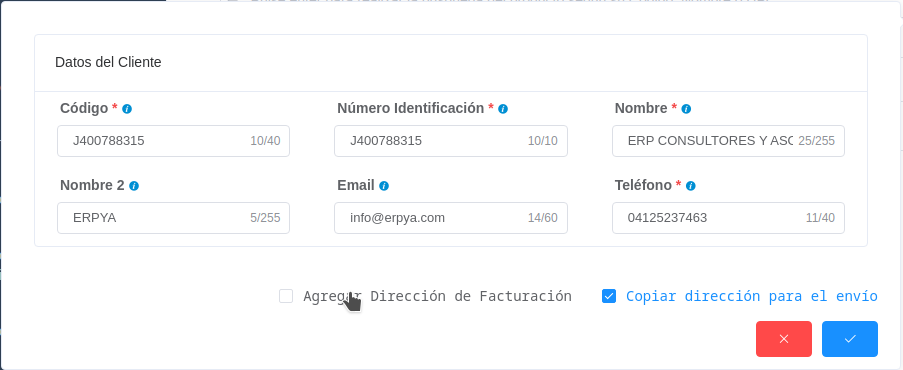 Datos del Cliente
Código * Número Identificación * Nombre *
J400788315 10/40 J400788315 10/10 ERP CONSULTORES Y ASC 25/255
Nombre 2 Email Teléfono *
ERPYA 5/255 info@erpya.com 14/60 04125237463 11/40
Agregar Dirección de Facturación Copiar dirección para el envío